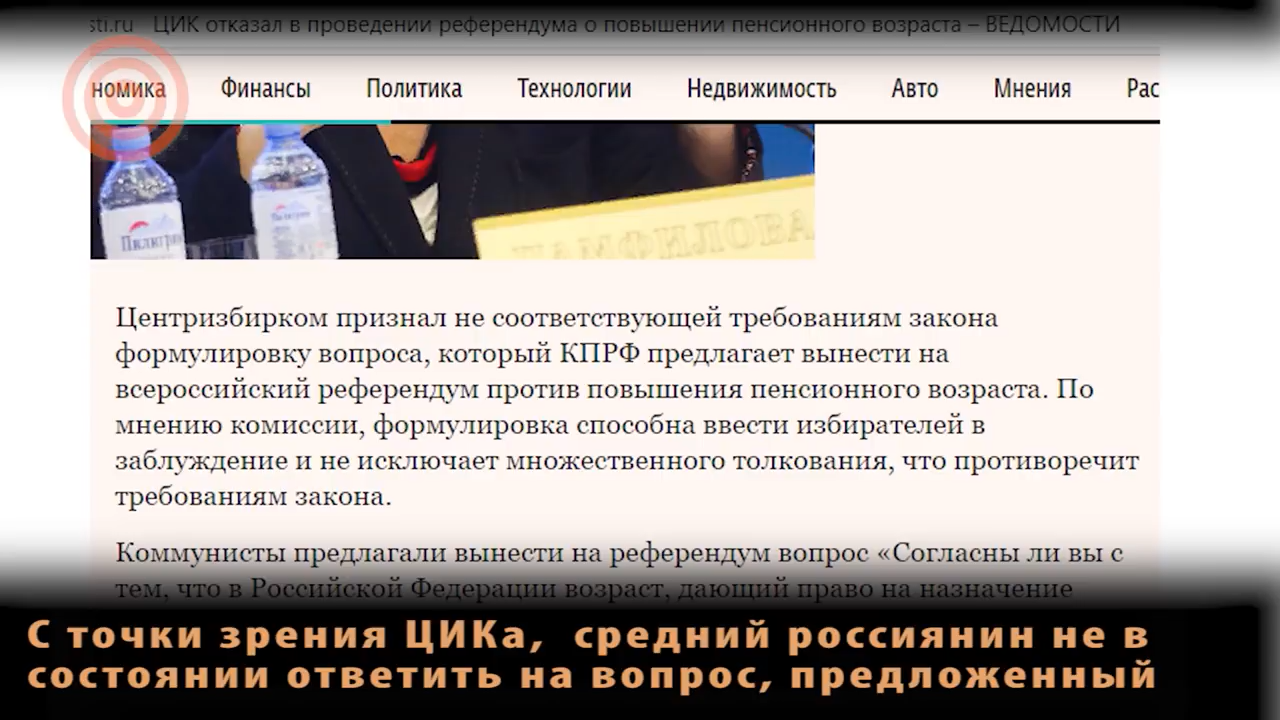 sti.ru ЦИК отказал в проведении референдума о повышении пенсионного возраста – ВЕДОМОСТИ
номика Финансы Политика Технологии Недвижимость Авто Мнения Рас
Пилигрим Пилигрим
ПАМФИЛОВА
Центризбирком признал не соответствующей требованиям закона
формулировку вопроса, который КПРФ предлагает вынести на
всероссийский референдум против повышения пенсионного возраста. По
мнению комиссии, формулировка способна ввести избирателей в
заблуждение и не исключает множественного толкования, что противоречит
требованиям закона.
Коммунисты предлагали вынести на референдум вопрос «Согласны ли вы с
тем, что в Российской Федерации возраст, дающий право на назначение
С точки зрения ЦИКа, средний россиянин не в
состоянии ответить на вопрос, предложенный